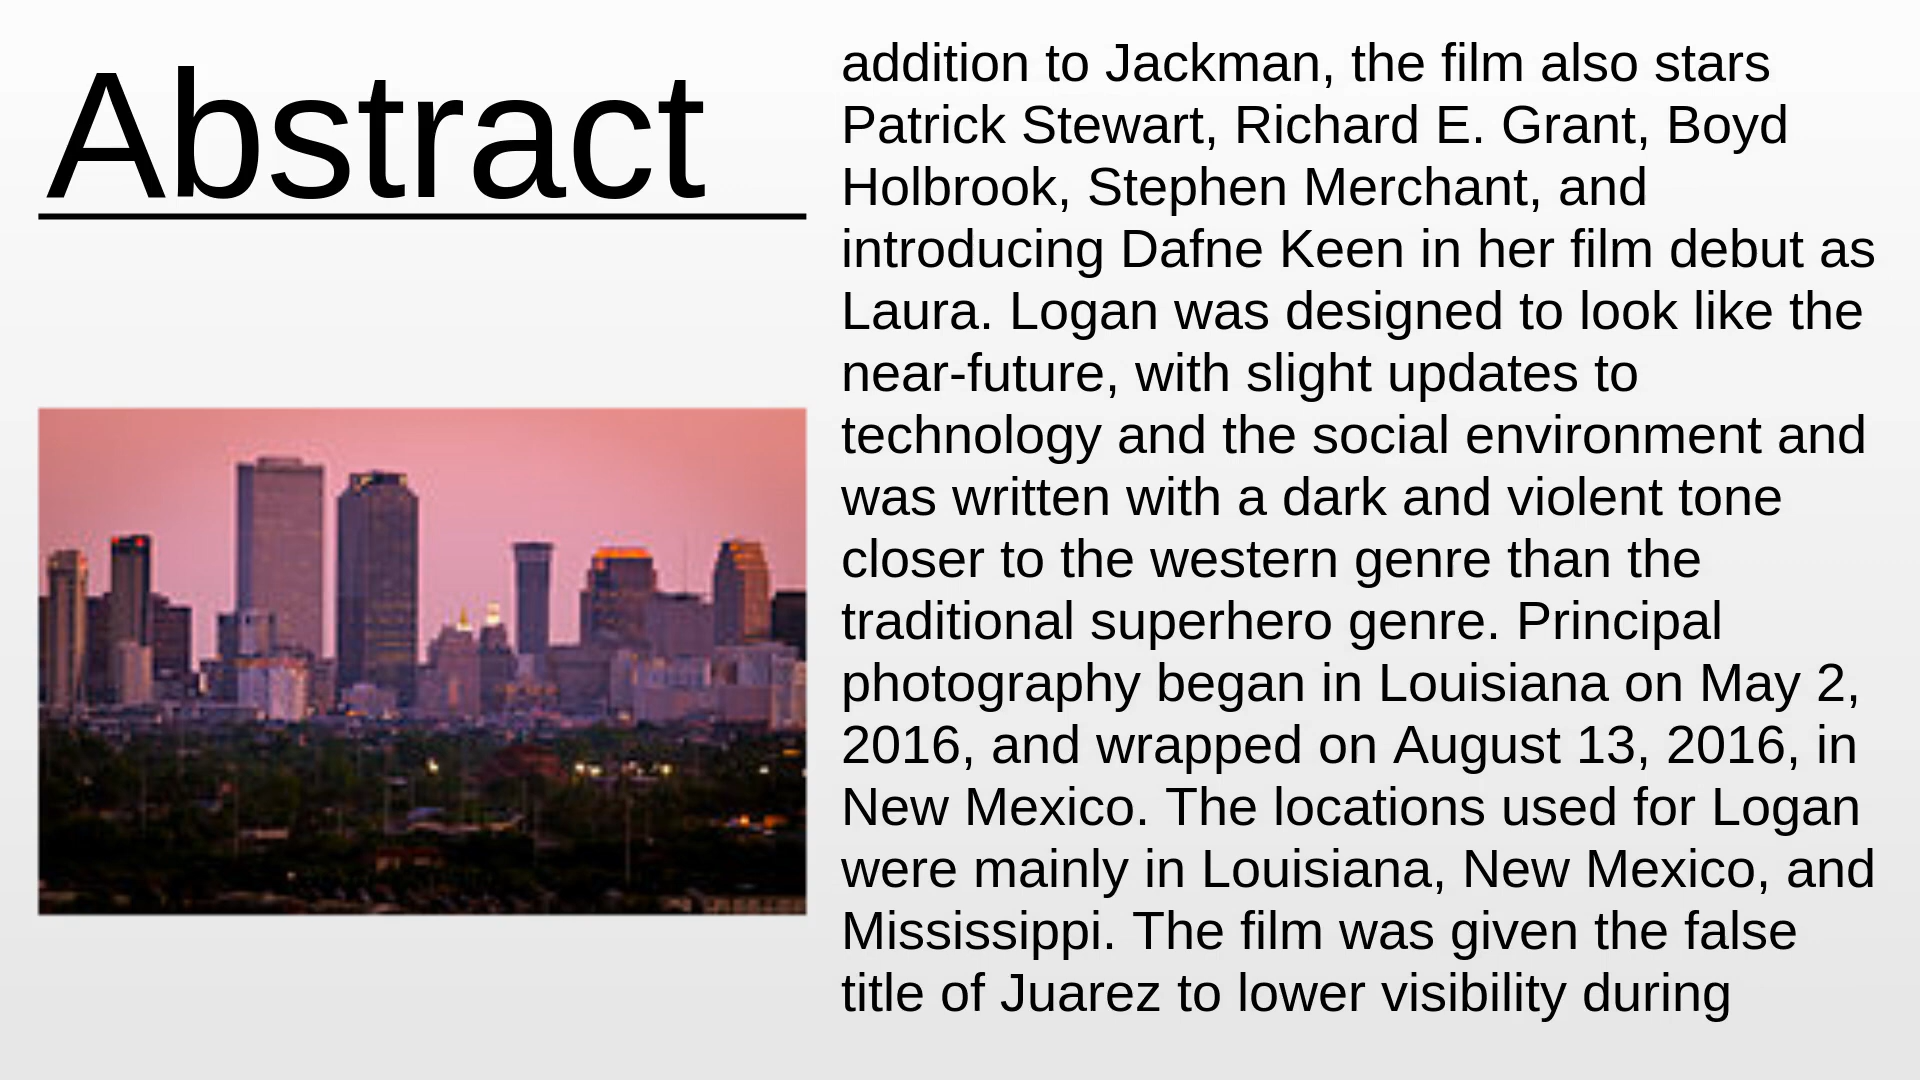 Abstract
addition to Jackman, the film also stars
Patrick Stewart, Richard E. Grant, Boyd
Holbrook, Stephen Merchant, and
introducing Dafne Keen in her film debut as
Laura. Logan was designed to look like the
near-future, with slight updates to
technology and the social environment and
was written with a dark and violent tone
closer to the western genre than the
traditional superhero genre. Principal
photography began in Louisiana on May 2,
2016, and wrapped on August 13, 2016, in
New Mexico. The locations used for Logan
were mainly in Louisiana, New Mexico, and
Mississippi. The film was given the false
title of Juarez to lower visibility during